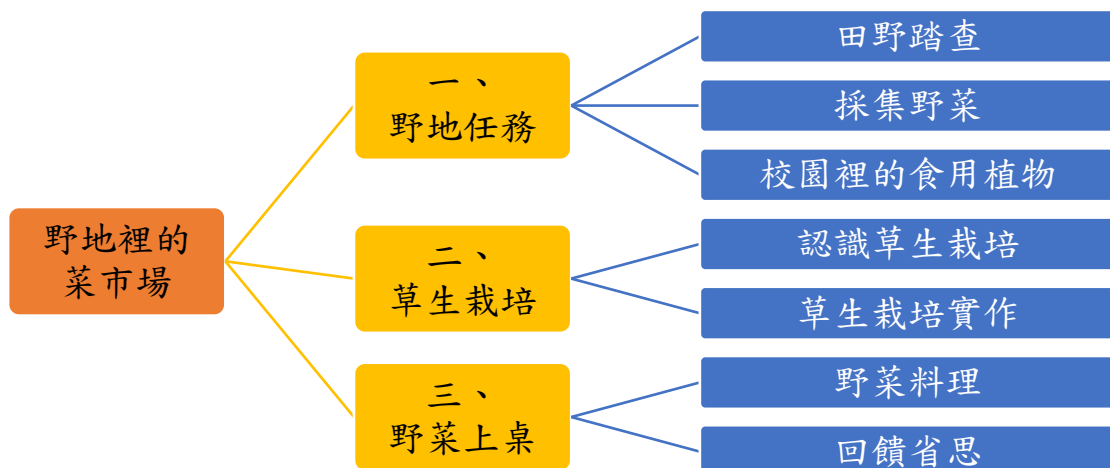 野地裡的
菜市場
一、
野地任務
田野踏查
採集野菜
校園裡的食用植物
二、
草生栽培
認識草生栽培
草生栽培實作
三、
野菜上桌
野菜料理
回饋省思